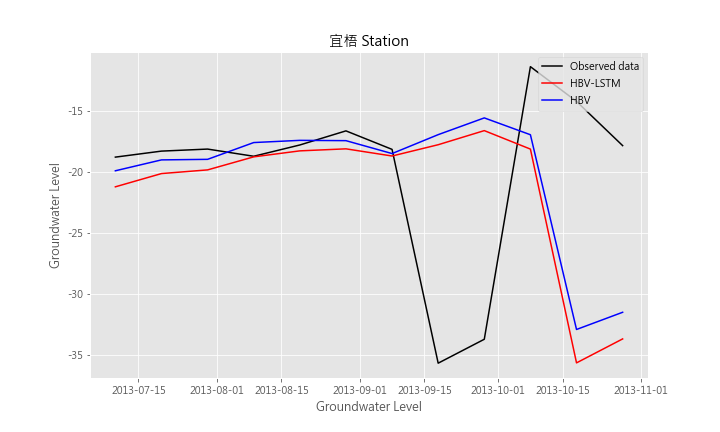 宜梧 Station
Observed data
HBV-LSTM
HBV
Groundwater Level
-15
-20
-25
-30
-35
2013-07-15
2013-08-01
2013-08-15
2013-09-01
2013-09-15
2013-10-01
2013-10-15
2013-11-01
Groundwater Level